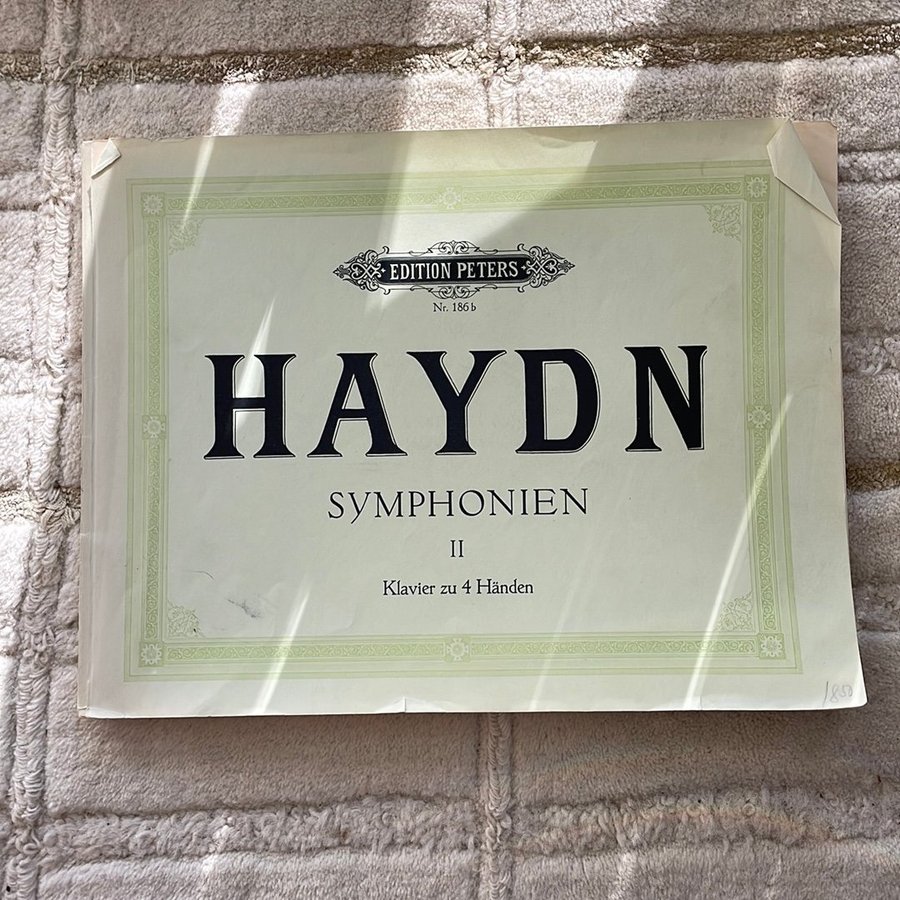 EDITION PETERS
Nr. 186 b
HAYDN
SYMPHONIEN
II
Klavier zu 4 Händen